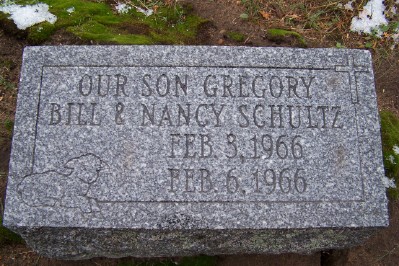 OUR SON GREGORY
BILL & NANCY SCHULTZ
FEB. 3, 1966
FEB. 6, 1966